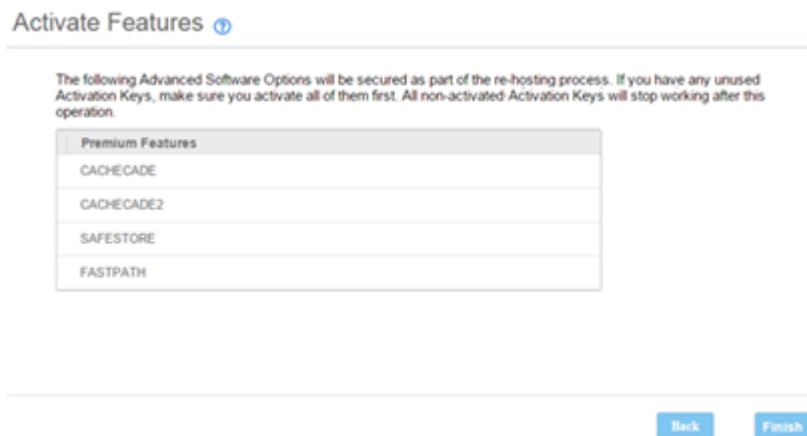 Activate Features ?
The following Advanced Software Options will be secured as part of the re-hosting process. If you have any unused
Activation Keys, make sure you activate all of them first. All non-activated Activation Keys will stop working after this
operation.
Premium Features
CACHECADE
CACHECADE2
SAFESTORE
FASTPATH
Back Finish